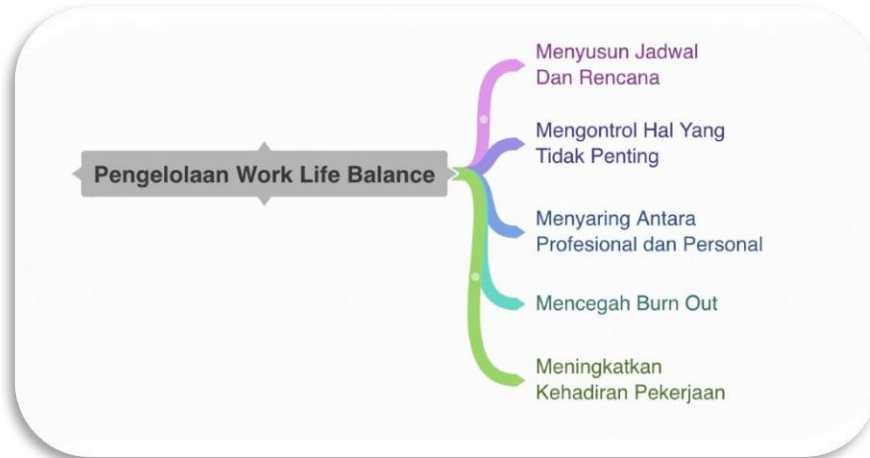 Pengelolaan Work Life Balance
Menyusun Jadwal
Dan Rencana
Mengontrol Hal Yang
Tidak Penting
Menyaring Antara
Profesional dan Personal
Mencegah Burn Out
Meningkatkan
Kehadiran Pekerjaan